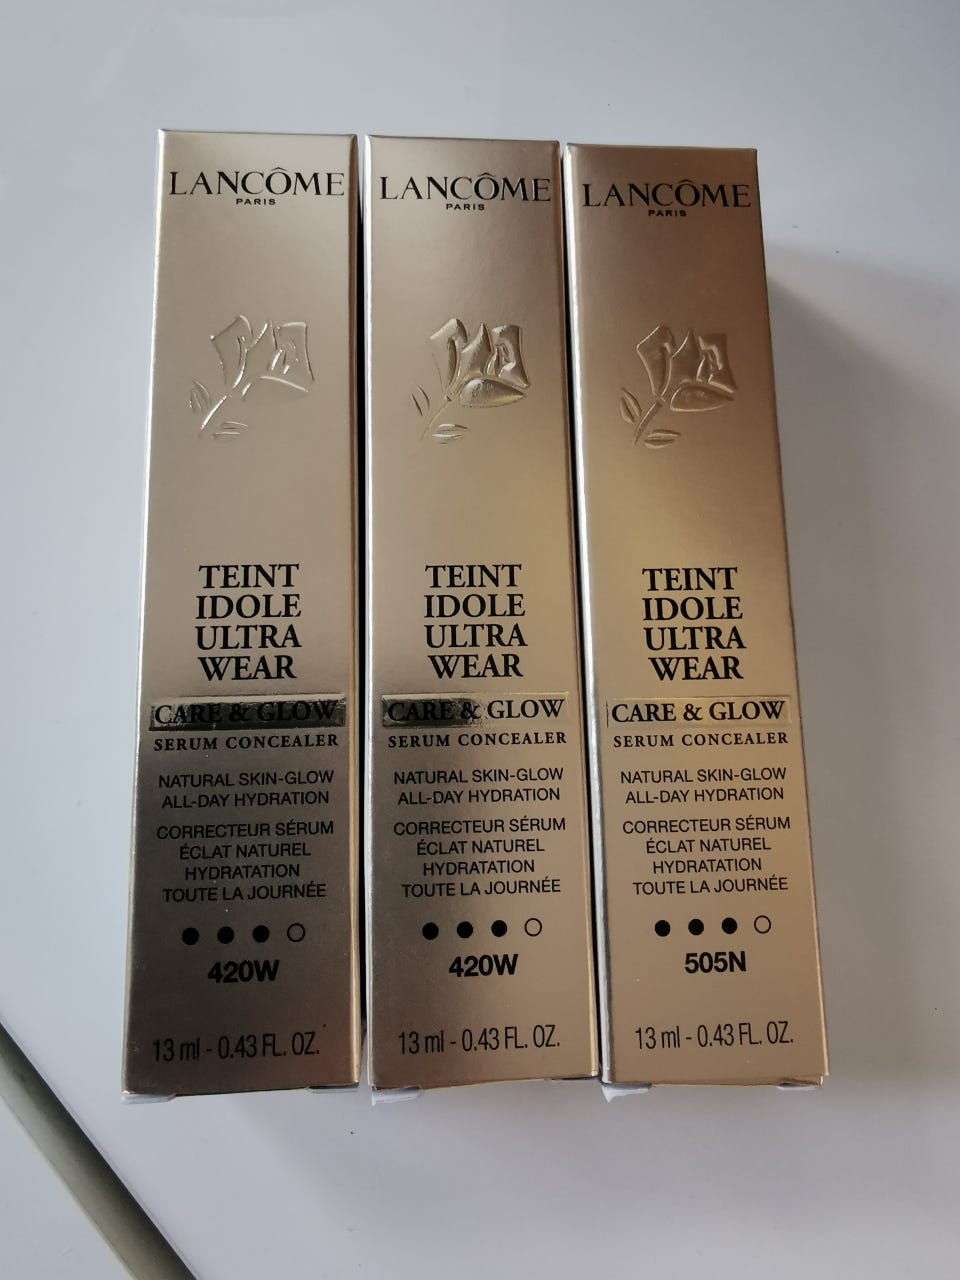 LANCÔME
PARIS
TEINT
IDOLE
ULTRA
WEAR
CARE & GLOW
SERUM CONCEALER
NATURAL SKIN-GLOW
ALL-DAY HYDRATION
CORRECTEUR SÉRUM
ÉCLAT NATUREL
HYDRATATION
TOUTE LA JOURNÉE
420W
13 ml - 0.43 FL. OZ.
LANCÔME
PARIS
TEINT
IDOLE
ULTRA
WEAR
CARE & GLOW
SERUM CONCEALER
NATURAL SKIN-GLOW
ALL-DAY HYDRATION
CORRECTEUR SÉRUM
ÉCLAT NATUREL
HYDRATATION
TOUTE LA JOURNÉE
420W
13 ml - 0.43 FL. OZ.
LANCÔME
PARIS
TEINT
IDOLE
ULTRA
WEAR
CARE & GLOW
SERUM CONCEALER
NATURAL SKIN-GLOW
ALL-DAY HYDRATION
CORRECTEUR SÉRUM
ÉCLAT NATUREL
HYDRATATION
TOUTE LA JOURNÉE
505N
13 ml - 0.43 FL. OZ.